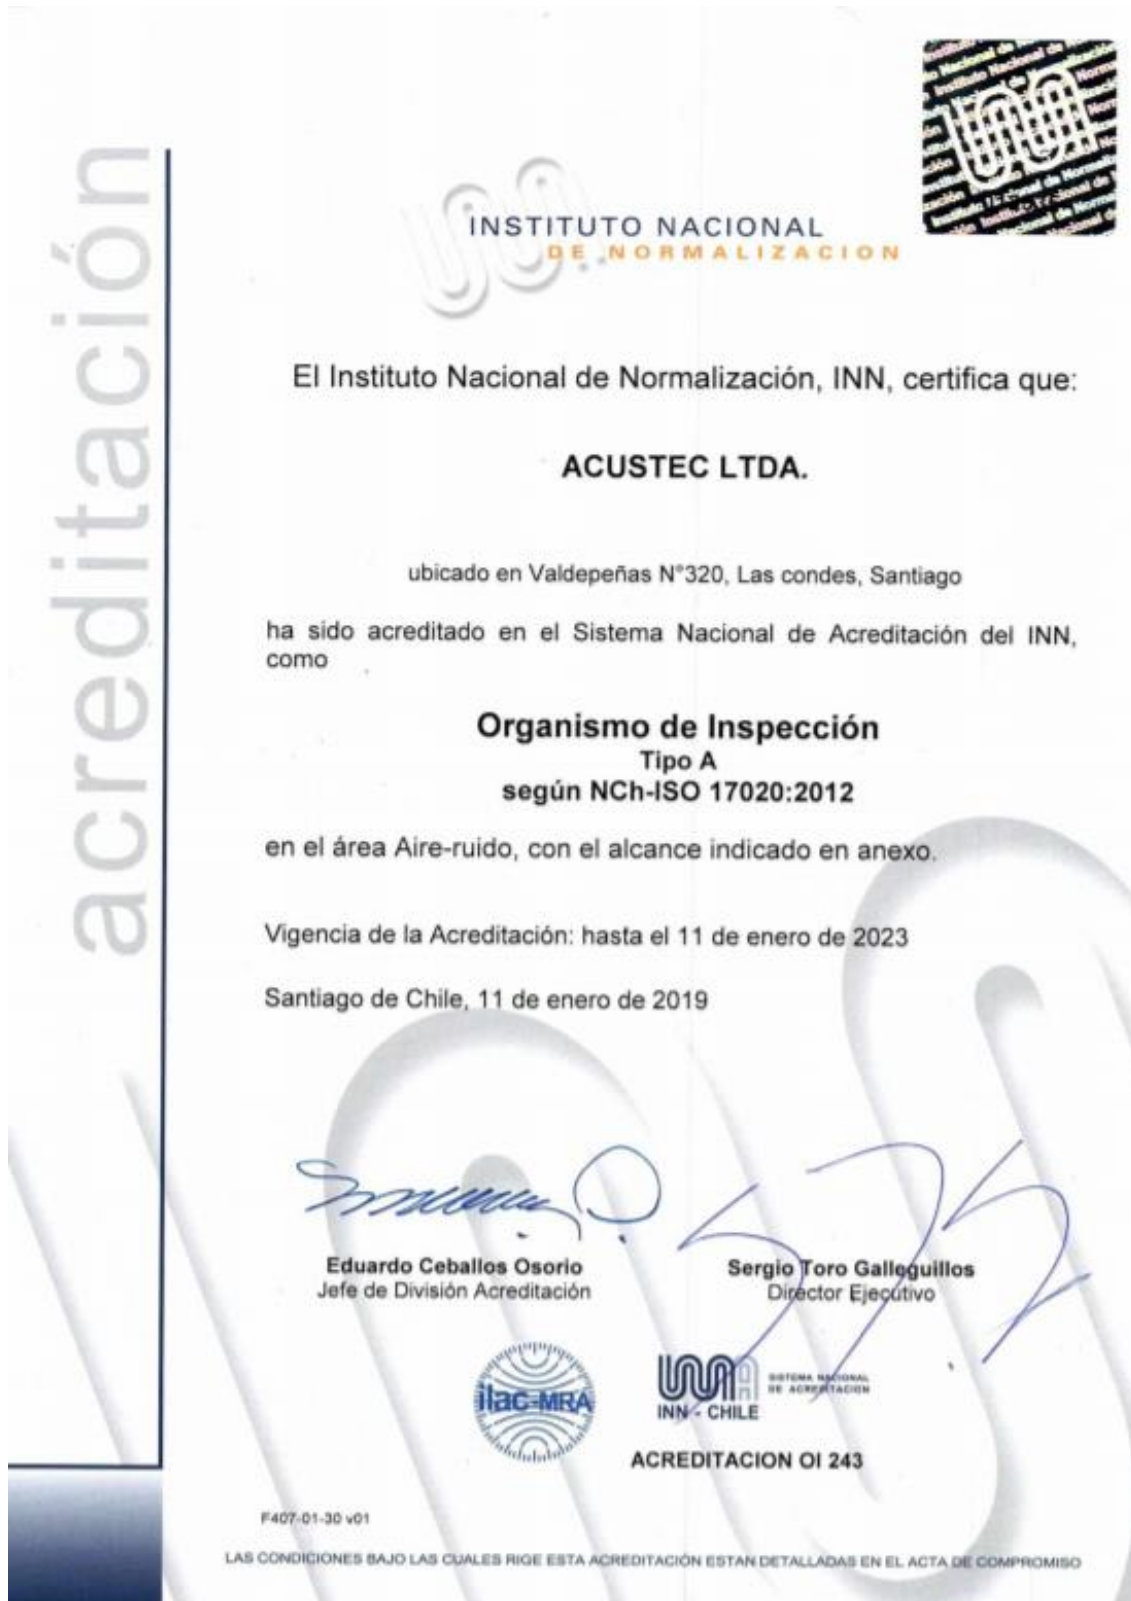 acreditación
INSTITUTO NACIONAL
DE NORMALIZACION
El Instituto Nacional de Normalización, INN, certifica que:
ACUSTEC LTDA.
ubicado en Valdepeñas N°320, Las condes, Santiago
ha sido acreditado en el Sistema Nacional de Acreditación del INN,
como
Organismo de Inspección
Tipo A
según NCh-ISO 17020:2012
en el área Aire-ruido, con el alcance indicado en anexo.
Vigencia de la Acreditación: hasta el 11 de enero de 2023
Santiago de Chile, 11 de enero de 2019
Eduardo Ceballos Osorio
Jefe de División Acreditación
Sergio Toro Galleguillos
Director Ejecutivo
ilac-MRA
SISTEMA NACIONAL
DE ACREDITACION
INN - CHILE
ACREDITACION OI 243
F407-01-30 v01
LAS CONDICIONES BAJO LAS CUALES RIGE ESTA ACREDITACIÓN ESTAN DETALLADAS EN EL ACTA DE COMPROMISO